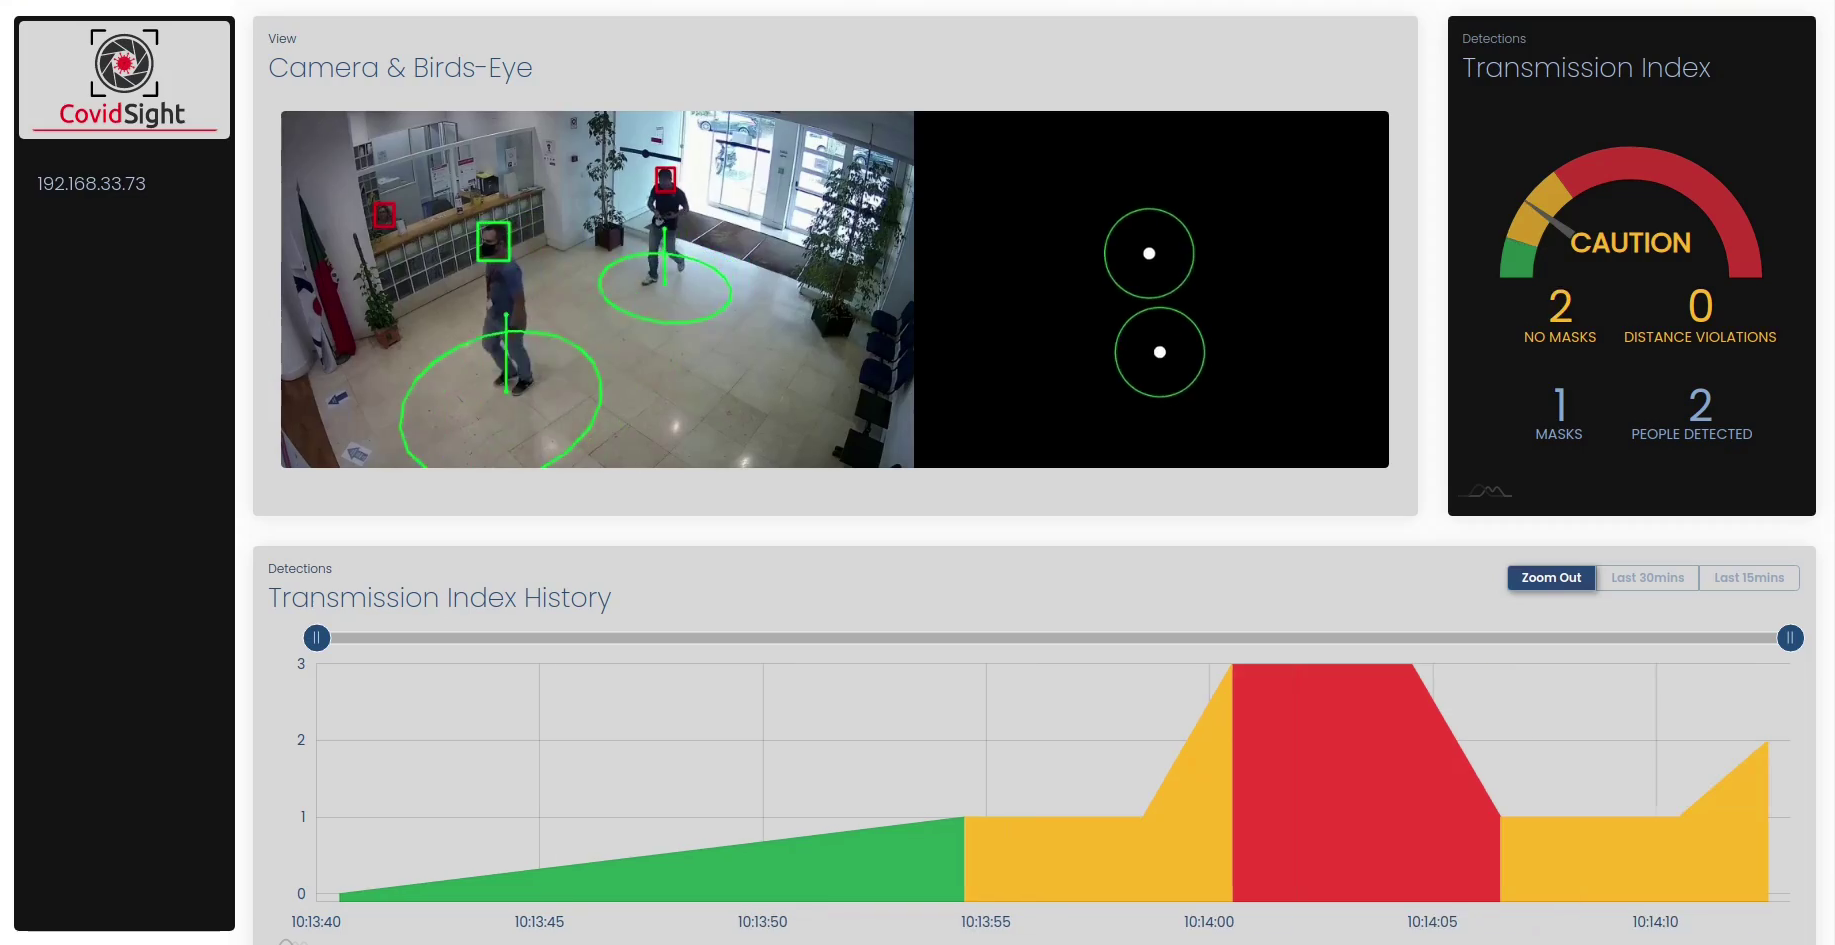 CovidSight
192.168.33.73
View
Camera & Birds-Eye
Detections
Transmission Index
CAUTION
2 0
NO MASKS DISTANCE VIOLATIONS
1 2
MASKS PEOPLE DETECTED
Detections
Transmission Index History
Zoom Out Last 30mins Last 15mins
3
2
1
0
10:13:40 10:13:45 10:13:50 10:13:55 10:14:00 10:14:05 10:14:10